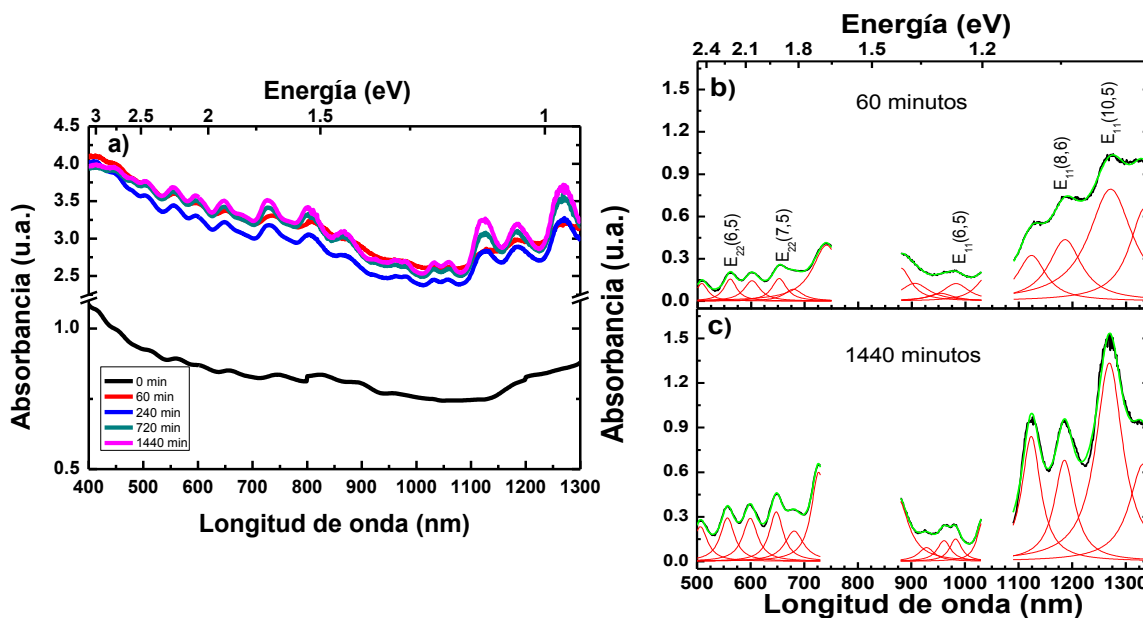 Energía (eV)
3 2.5 2 1.5 1
a)
4.5
4.0
3.5
3.0
2.5
1.0
0.5
Absorbancia (u.a.)
0 min
60 min
240 min
720 min
1440 min
400 500 600 700 800 900 1000 1100 1200 1300
Longitud de onda (nm)
Energía (eV)
2.4 2.1 1.8 1.5 1.2
b)
60 minutos
E22(6,5)
E22(7,5)
E11(6,5)
E11(8,6)
E11(10,5)
1.5
1.2
0.9
0.6
0.3
0.0
Absorbancia (u.a.)
c)
1440 minutos
1.5
1.2
0.9
0.6
0.3
0.0
500 600 700 800 900 1000 1100 1200 1300
Longitud de onda (nm)